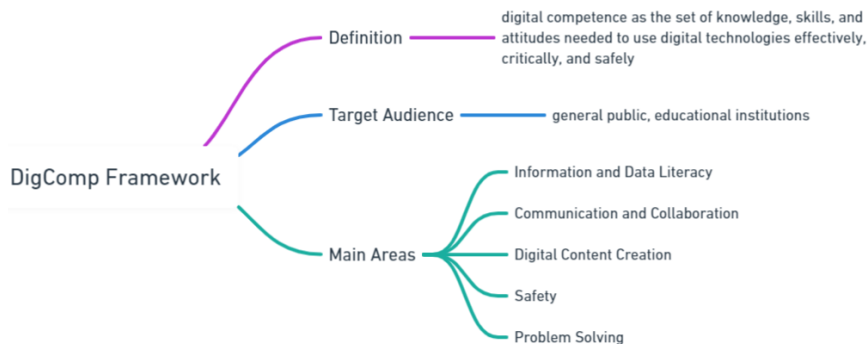 DigComp Framework
Definition
digital competence as the set of knowledge, skills, and
attitudes needed to use digital technologies effectively,
critically, and safely
Target Audience
general public, educational institutions
Main Areas
Information and Data Literacy
Communication and Collaboration
Digital Content Creation
Safety
Problem Solving